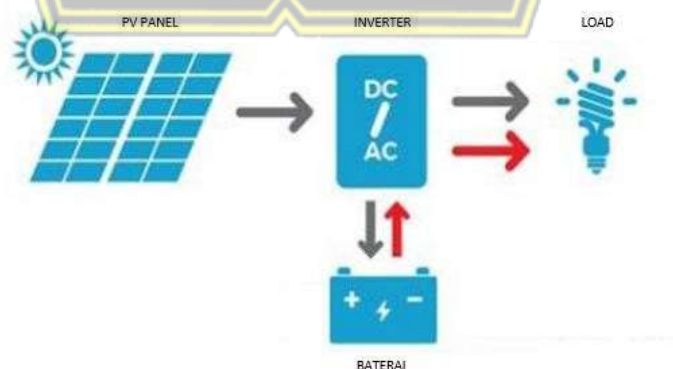 PV PANEL
INVERTER
LOAD
DC
/
AC
+ -
BATERAI